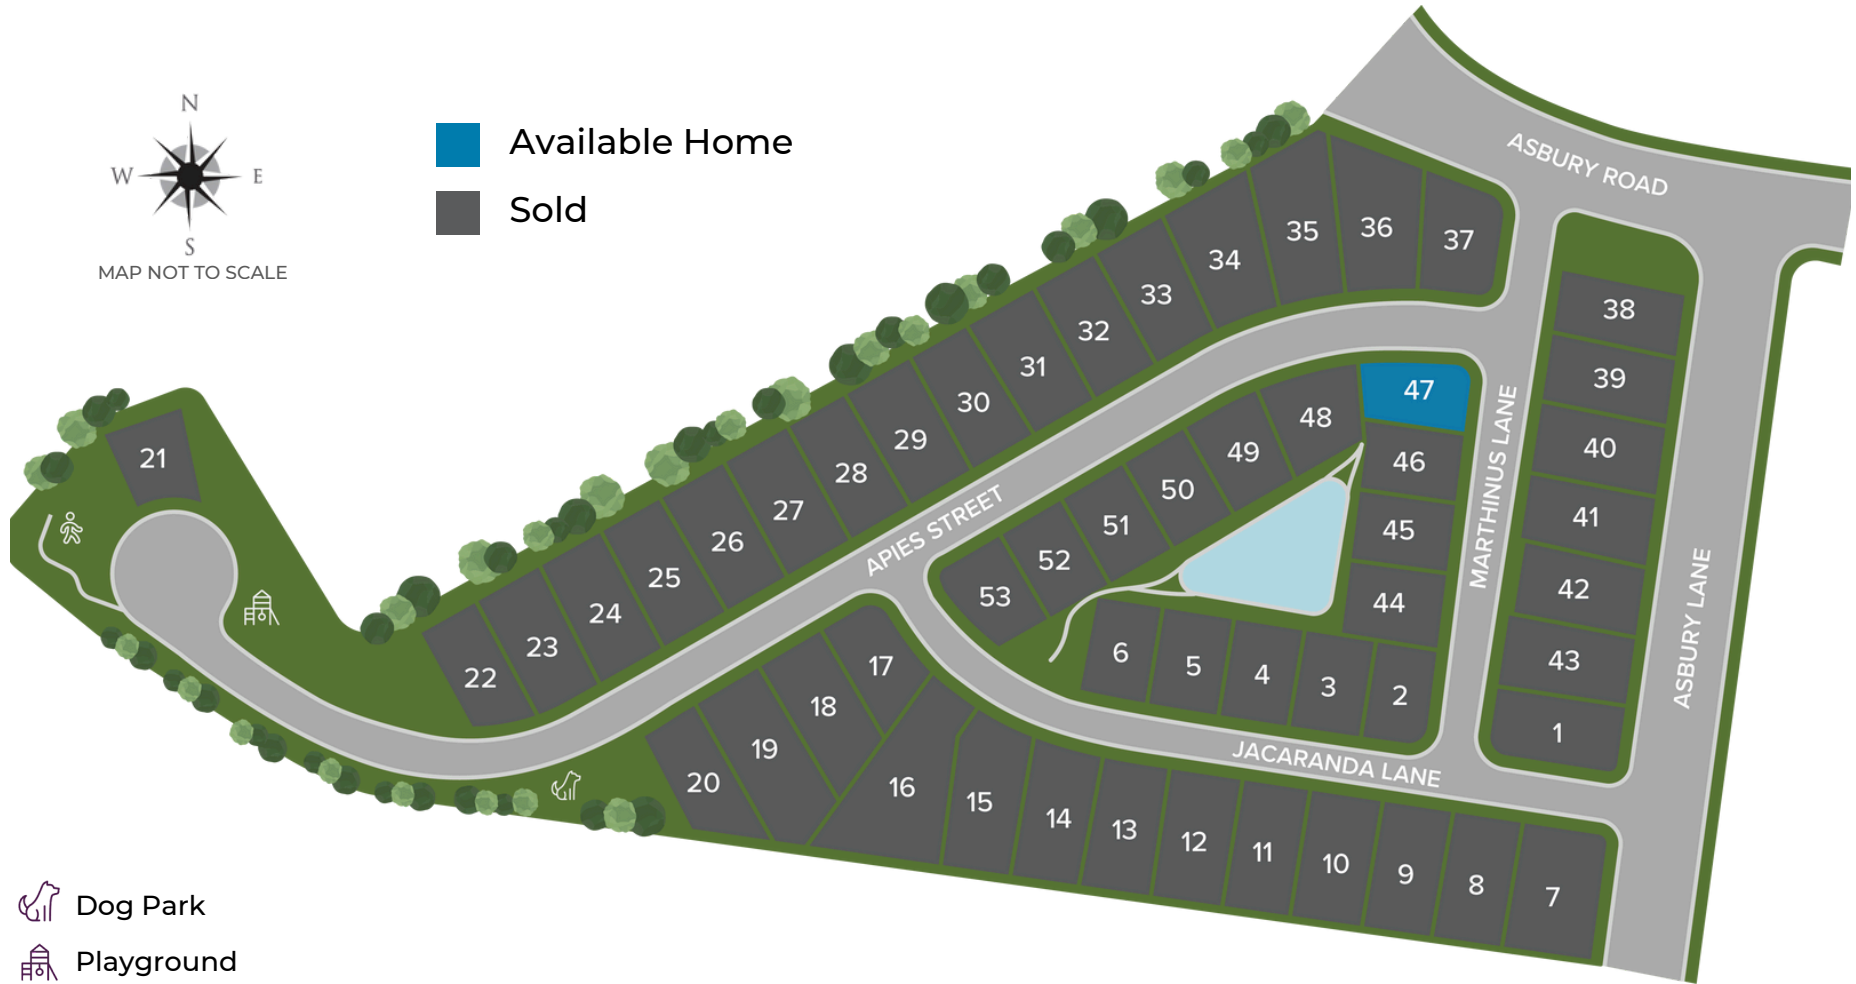 N
W E
S
MAP NOT TO SCALE
Available Home
Sold
ASBURY ROAD
35 36 37
34
33
32
31
30
29
28
27
26
25
24
23
22
21
38
39
40
41
42
43
1
47
48
46
49
45
50
44
51
52
53
APIES STREET
MARTHINUS LANE
ASBURY LANE
6 5 4 3 2
JACARANDA LANE
17
18
19
20
16 15 14 13 12 11 10 9 8 7
Dog Park
Playground